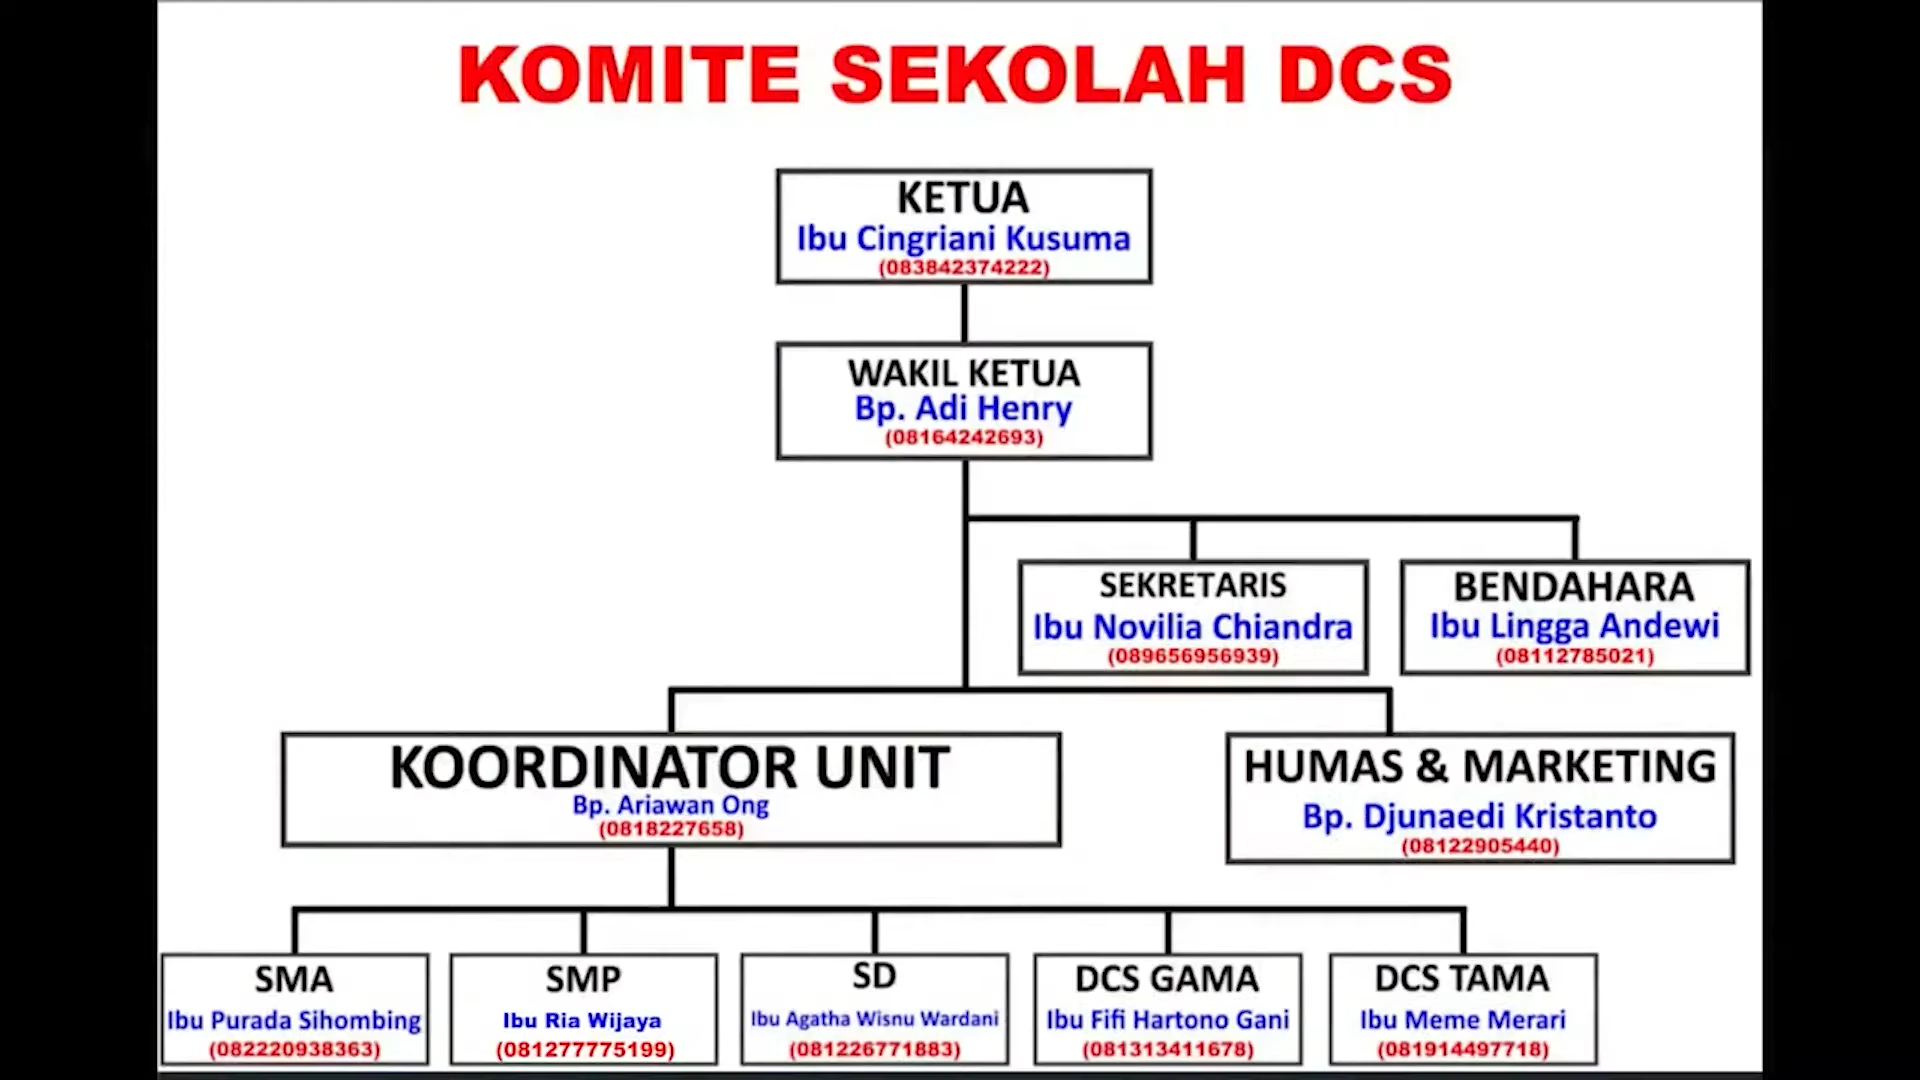 KOMITE SEKOLAH DCS
KETUA
Ibu Cingriani Kusuma
(083842374222)
WAKIL KETUA
Bp. Adi Henry
(08164242693)
SEKRETARIS
Ibu Novilia Chiandra
(089656956939)
BENDAHARA
Ibu Lingga Andewi
(08112785021)
KOORDINATOR UNIT
Bp. Ariawan Ong
(0818227658)
HUMAS & MARKETING
Bp. Djunaedi Kristanto
(08122905440)
SMA
Ibu Purada Sihombing
(082220938363)
SMP
Ibu Ria Wijaya
(081277775199)
SD
Ibu Agatha Wisnu Wardani
(081226771883)
DCS GAMA
Ibu Fifi Hartono Gani
(081313411678)
DCS TAMA
Ibu Meme Merari
(081914497718)